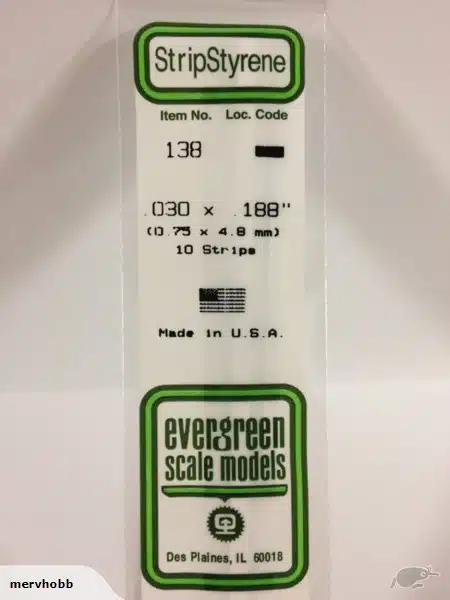 StripStyrene
Item No. Loc. Code
138
.030 x .188"
(0.75 x 4.8 mm)
10 Strips
Made in U.S.A.
evergreen
scale models
Des Plaines, IL 60018
mervhobb